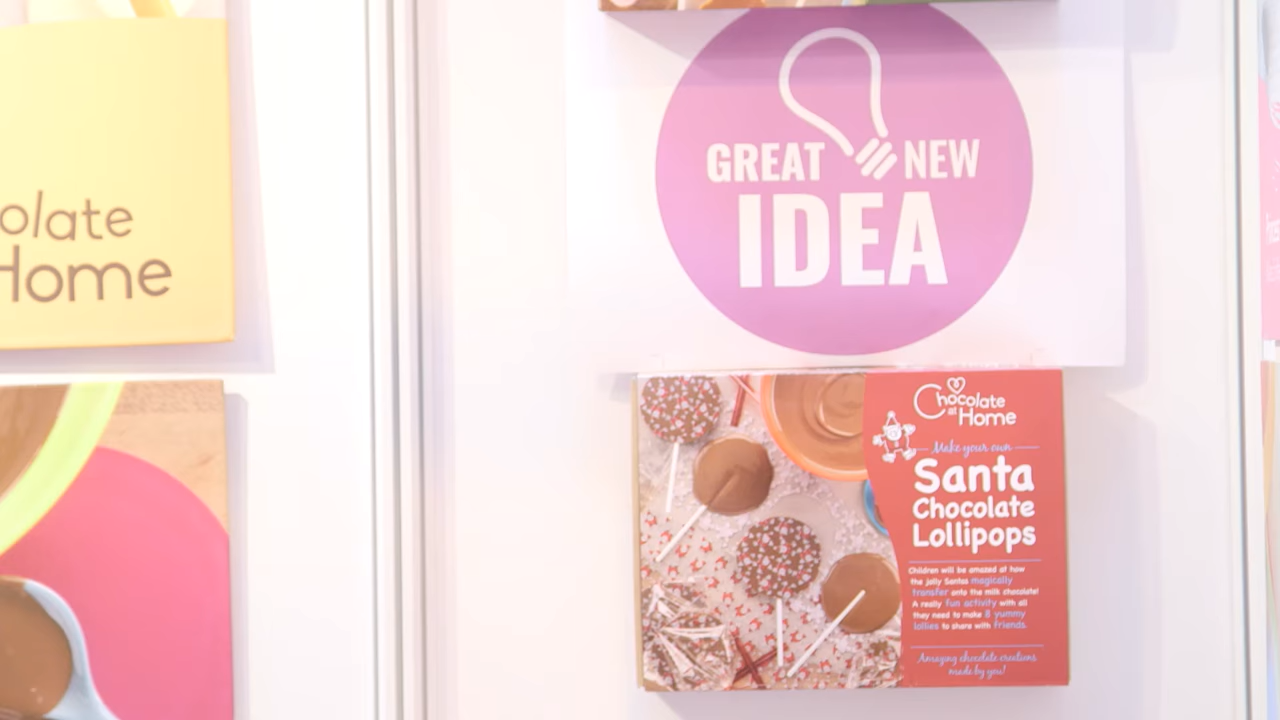 olate
Home
GREAT NEW
IDEA
Chocolate
at Home
Make your own
Santa
Chocolate
Lollipops
Children will be amazed at how
the jolly Santas magically
transfer onto the milk chocolate!
A really fun activity with all
they need to make 8 yummy
lollies to share with friends.
Amazing chocolate creations
made by you!